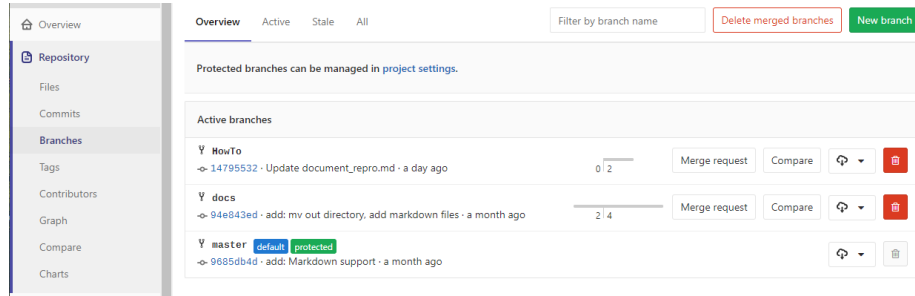 Overview
Repository
Files
Commits
Branches
Tags
Contributors
Graph
Compare
Charts
Overview Active Stale All Filter by branch name Delete merged branches New branch
Protected branches can be managed in project settings.
Active branches
HowTo
14795532 · Update document_repro.md · a day ago
0 2 Merge request Compare
docs
94e843ed · add: mv out directory, add markdown files · a month ago
2 4 Merge request Compare
master default protected
9685db4d · add: Markdown support · a month ago